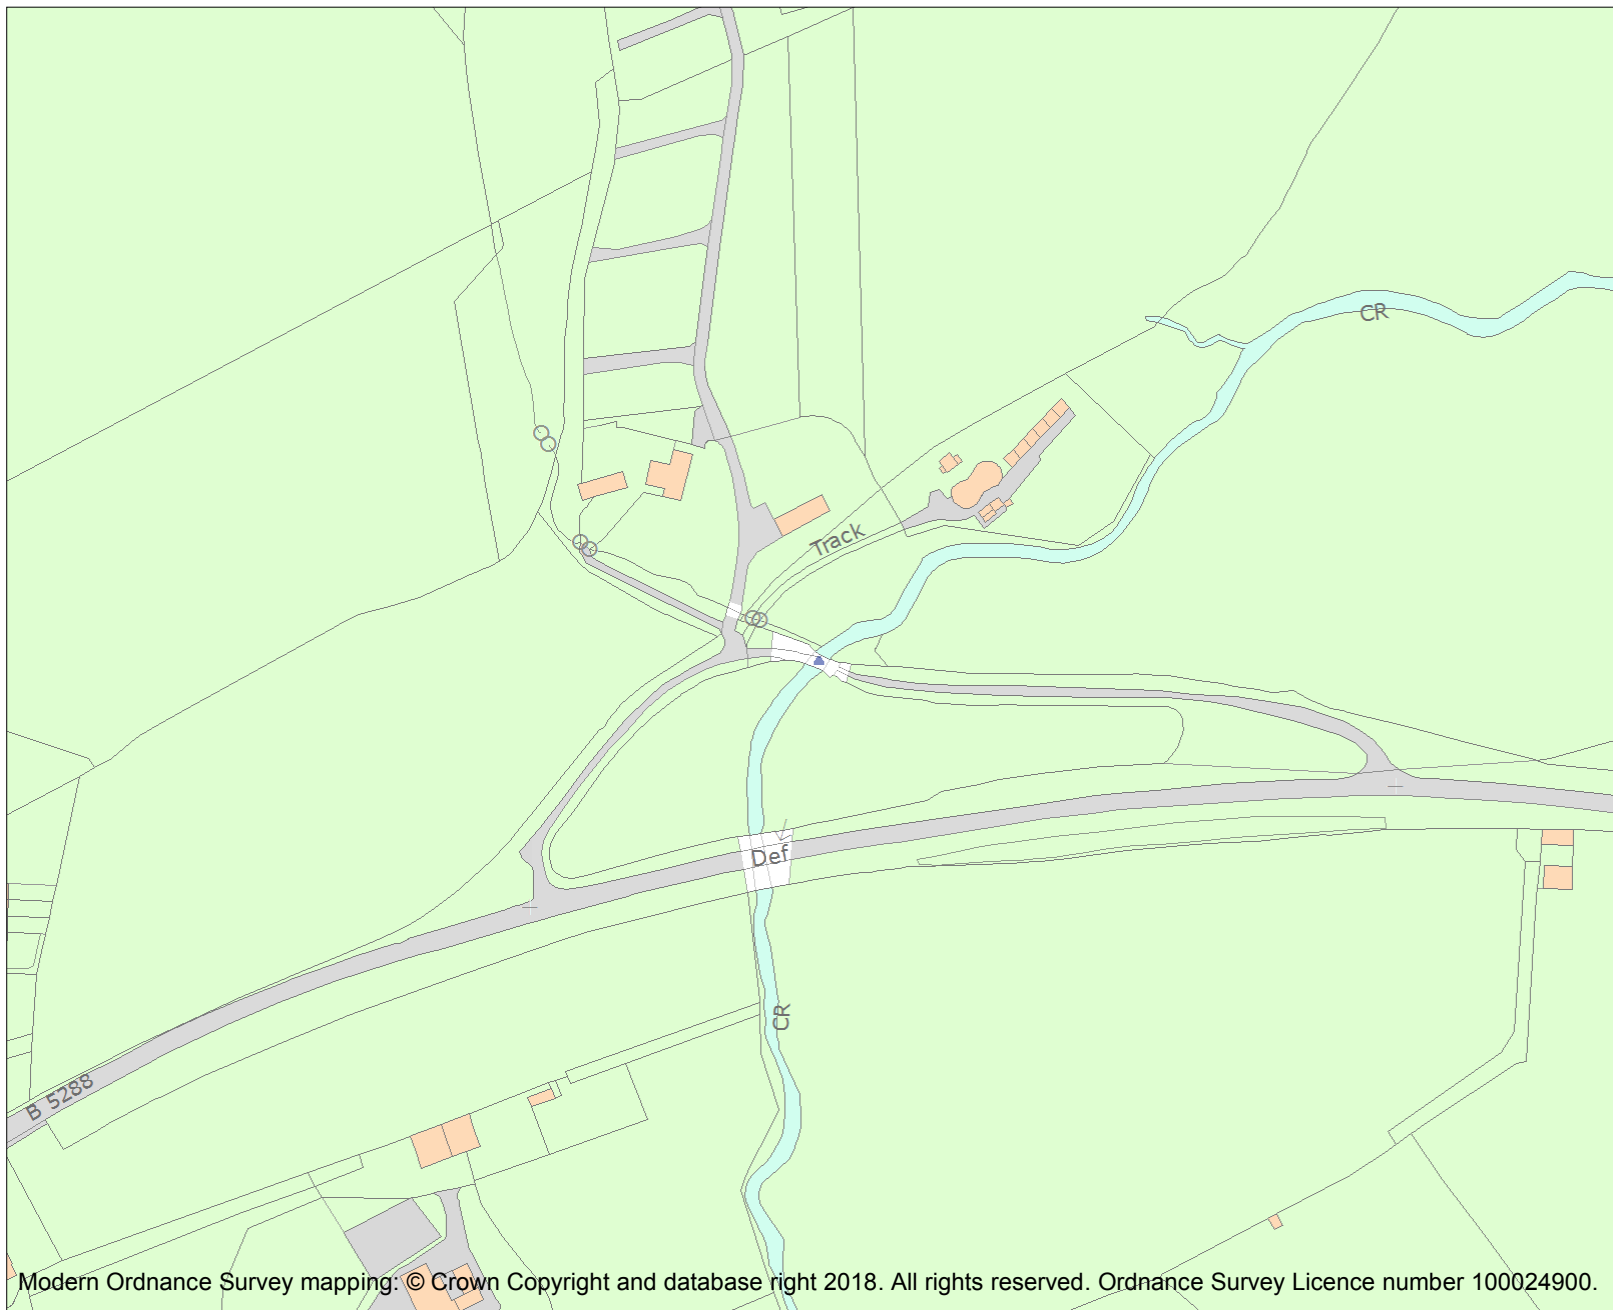 CR
Track
Def
CR
B 5288
Modern Ordnance Survey mapping: © Crown Copyright and database right 2018. All rights reserved. Ordnance Survey Licence number 100024900.